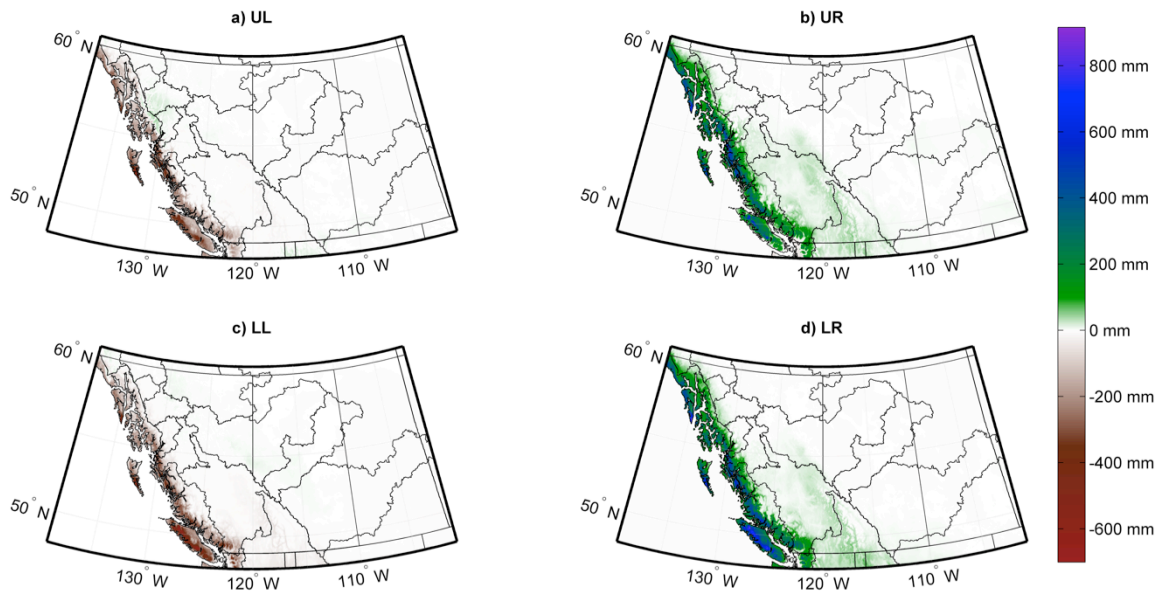 a) UL
60° N
50° N
130° W
120° W
110° W
b) UR
60° N
50° N
130° W
120° W
110° W
c) LL
60° N
50° N
130° W
120° W
110° W
d) LR
60° N
50° N
130° W
120° W
110° W
800 mm
600 mm
400 mm
200 mm
0 mm
-200 mm
-400 mm
-600 mm